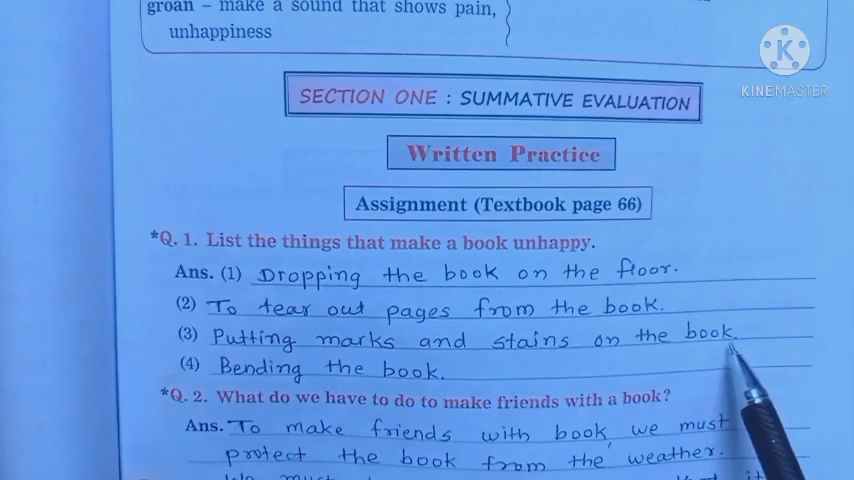 groan – make a sound that shows pain,
unhappiness
K
KINEMASTER
SECTION ONE : SUMMATIVE EVALUATION
Written Practice
Assignment (Textbook page 66)
*Q. 1. List the things that make a book unhappy.
Ans. (1) Dropping the book on the floor.
(2) To tear out pages from the book.
(3) Putting marks and stains on the book.
(4) Bending the book.
*Q. 2. What do we have to do to make friends with a book?
Ans. To make friends with book, we must
protect the book from the weather.
We must